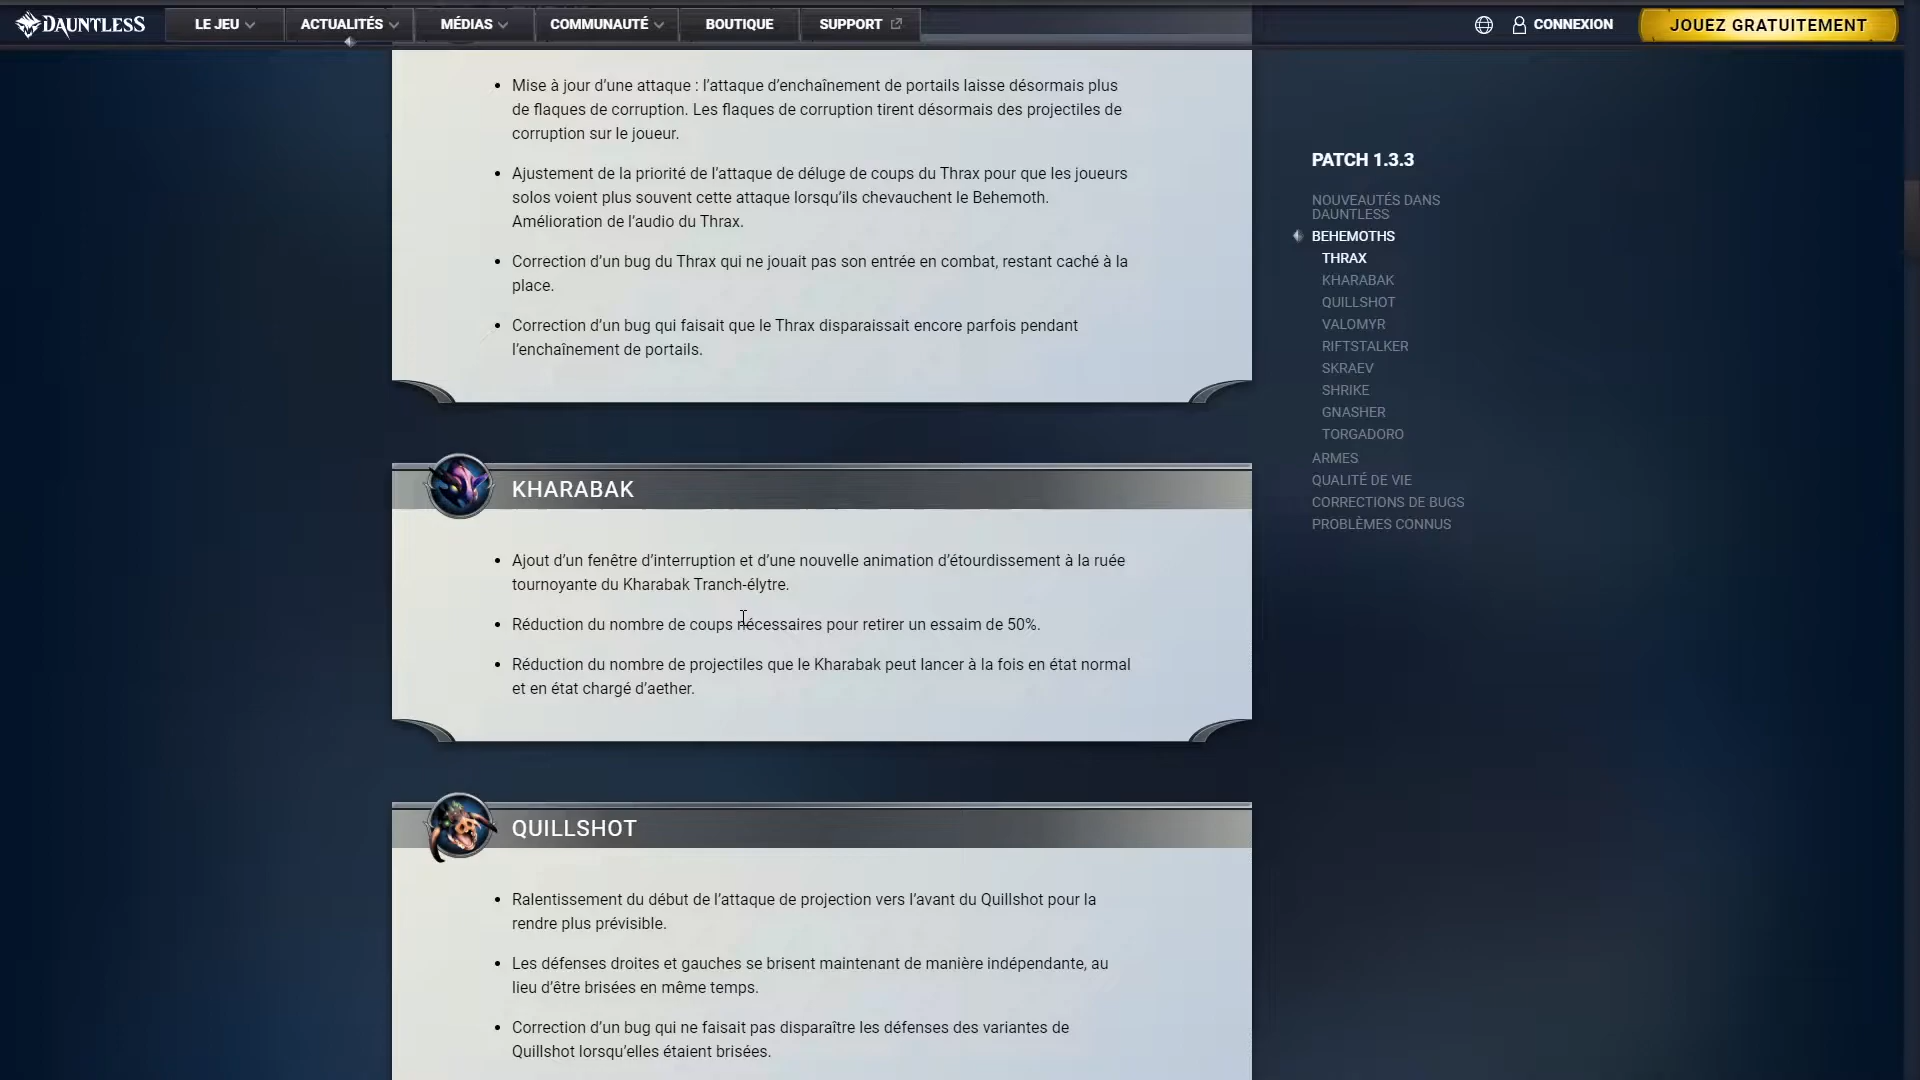 DAUNTLESS
LE JEU
ACTUALITÉS
MÉDIAS
COMMUNAUTÉ
BOUTIQUE
SUPPORT
CONNEXION
JOUEZ GRATUITEMENT
Mise à jour d’une attaque : l’attaque d’enchaînement de portails laisse désormais plus
de flaques de corruption. Les flaques de corruption tirent désormais des projectiles de
corruption sur le joueur.
Ajustement de la priorité de l’attaque de déluge de coups du Thrax pour que les joueurs
solos voient plus souvent cette attaque lorsqu’ils chevauchent le Behemoth.
Amélioration de l’audio du Thrax.
Correction d’un bug du Thrax qui ne jouait pas son entrée en combat, restant caché à la
place.
Correction d’un bug qui faisait que le Thrax disparaissait encore parfois pendant
l’enchaînement de portails.
KHARABAK
Ajout d’un fenêtre d’interruption et d’une nouvelle animation d’étourdissement à la ruée
tournoyante du Kharabak Tranch-élytre.
Réduction du nombre de coups nécessaires pour retirer un essaim de 50%.
Réduction du nombre de projectiles que le Kharabak peut lancer à la fois en état normal
et en état chargé d’aether.
QUILLSHOT
Ralentissement du début de l’attaque de projection vers l’avant du Quillshot pour la
rendre plus prévisible.
Les défenses droites et gauches se brisent maintenant de manière indépendante, au
lieu d’être brisées en même temps.
Correction d’un bug qui ne faisait pas disparaître les défenses des variantes de
Quillshot lorsqu’elles étaient brisées.
PATCH 1.3.3
NOUVEAUTÉS DANS
DAUNTLESS
BEHEMOTHS
THRAX
KHARABAK
QUILLSHOT
VALOMYR
RIFTSTALKER
SKRAEV
SHRIKE
GNASHER
TORGADORO
ARMES
QUALITÉ DE VIE
CORRECTIONS DE BUGS
PROBLÈMES CONNUS